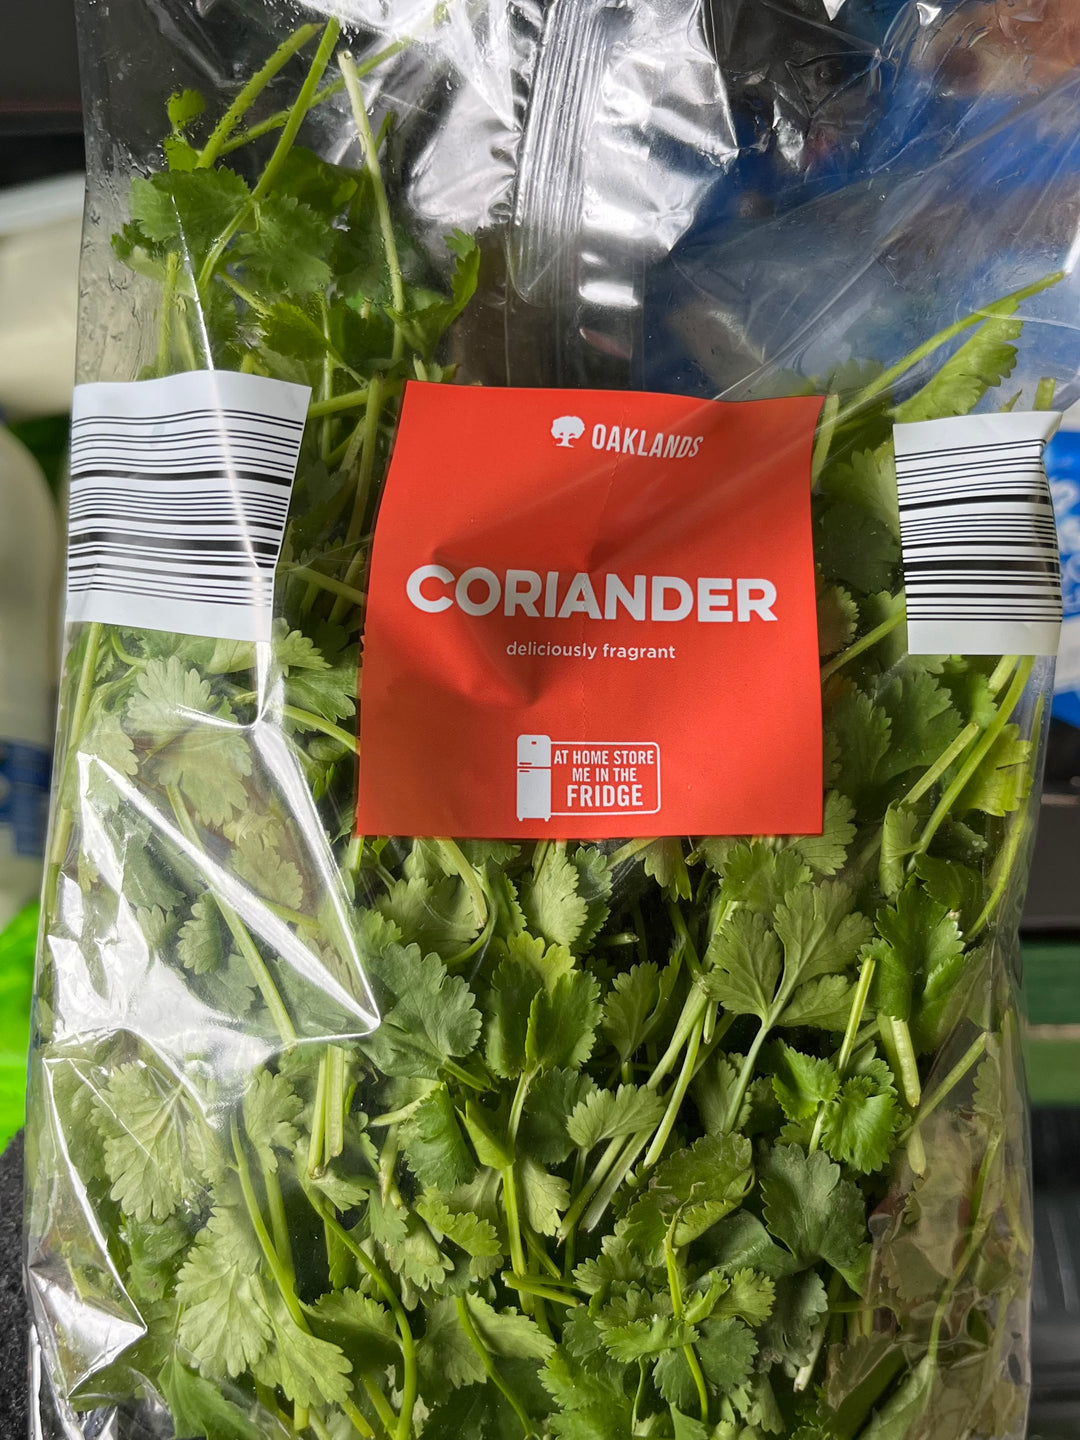 OAKLANDS
CORIANDER
deliciously fragrant
AT HOME STORE
ME IN THE
FRIDGE